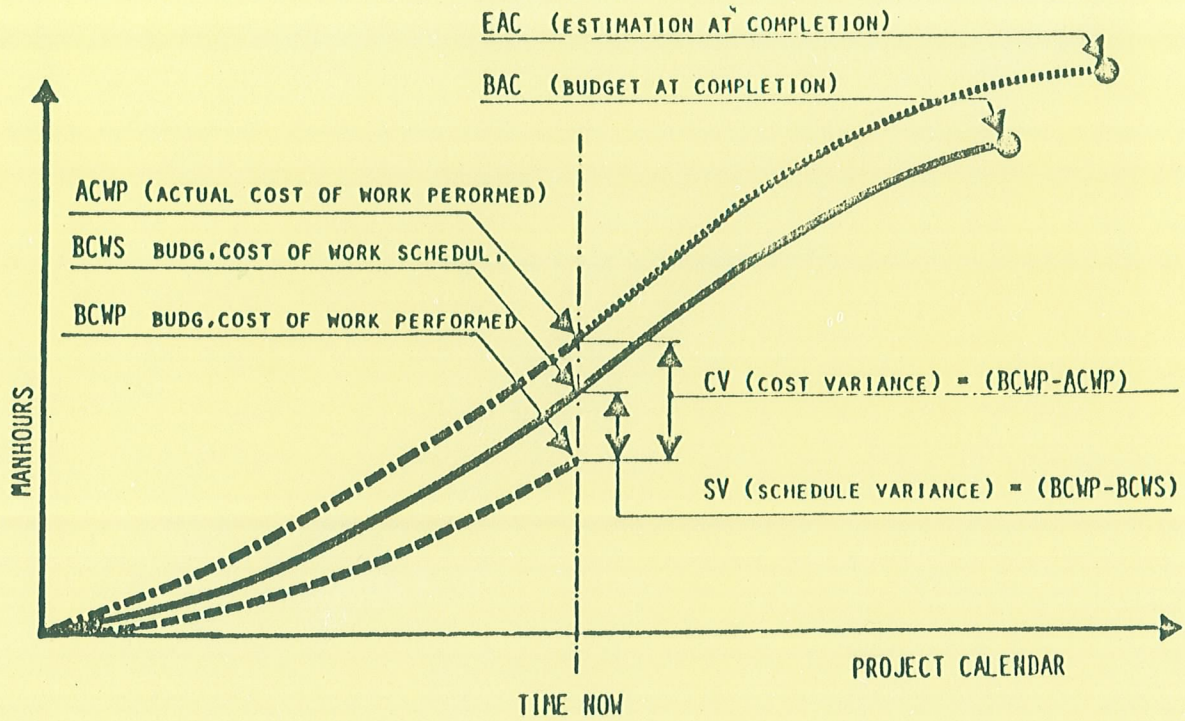 EAC (ESTIMATION AT COMPLETION)
BAC (BUDGET AT COMPLETION)
ACWP (ACTUAL COST OF WORK PERORMED)
BCWS BUDG.COST OF WORK SCHEDUL.
BCWP BUDG.COST OF WORK PERFORMED
CV (COST VARIANCE) = (BCWP-ACWP)
SV (SCHEDULE VARIANCE) = (BCWP-BCWS)
MANHOURS
PROJECT CALENDAR
TIME NOW